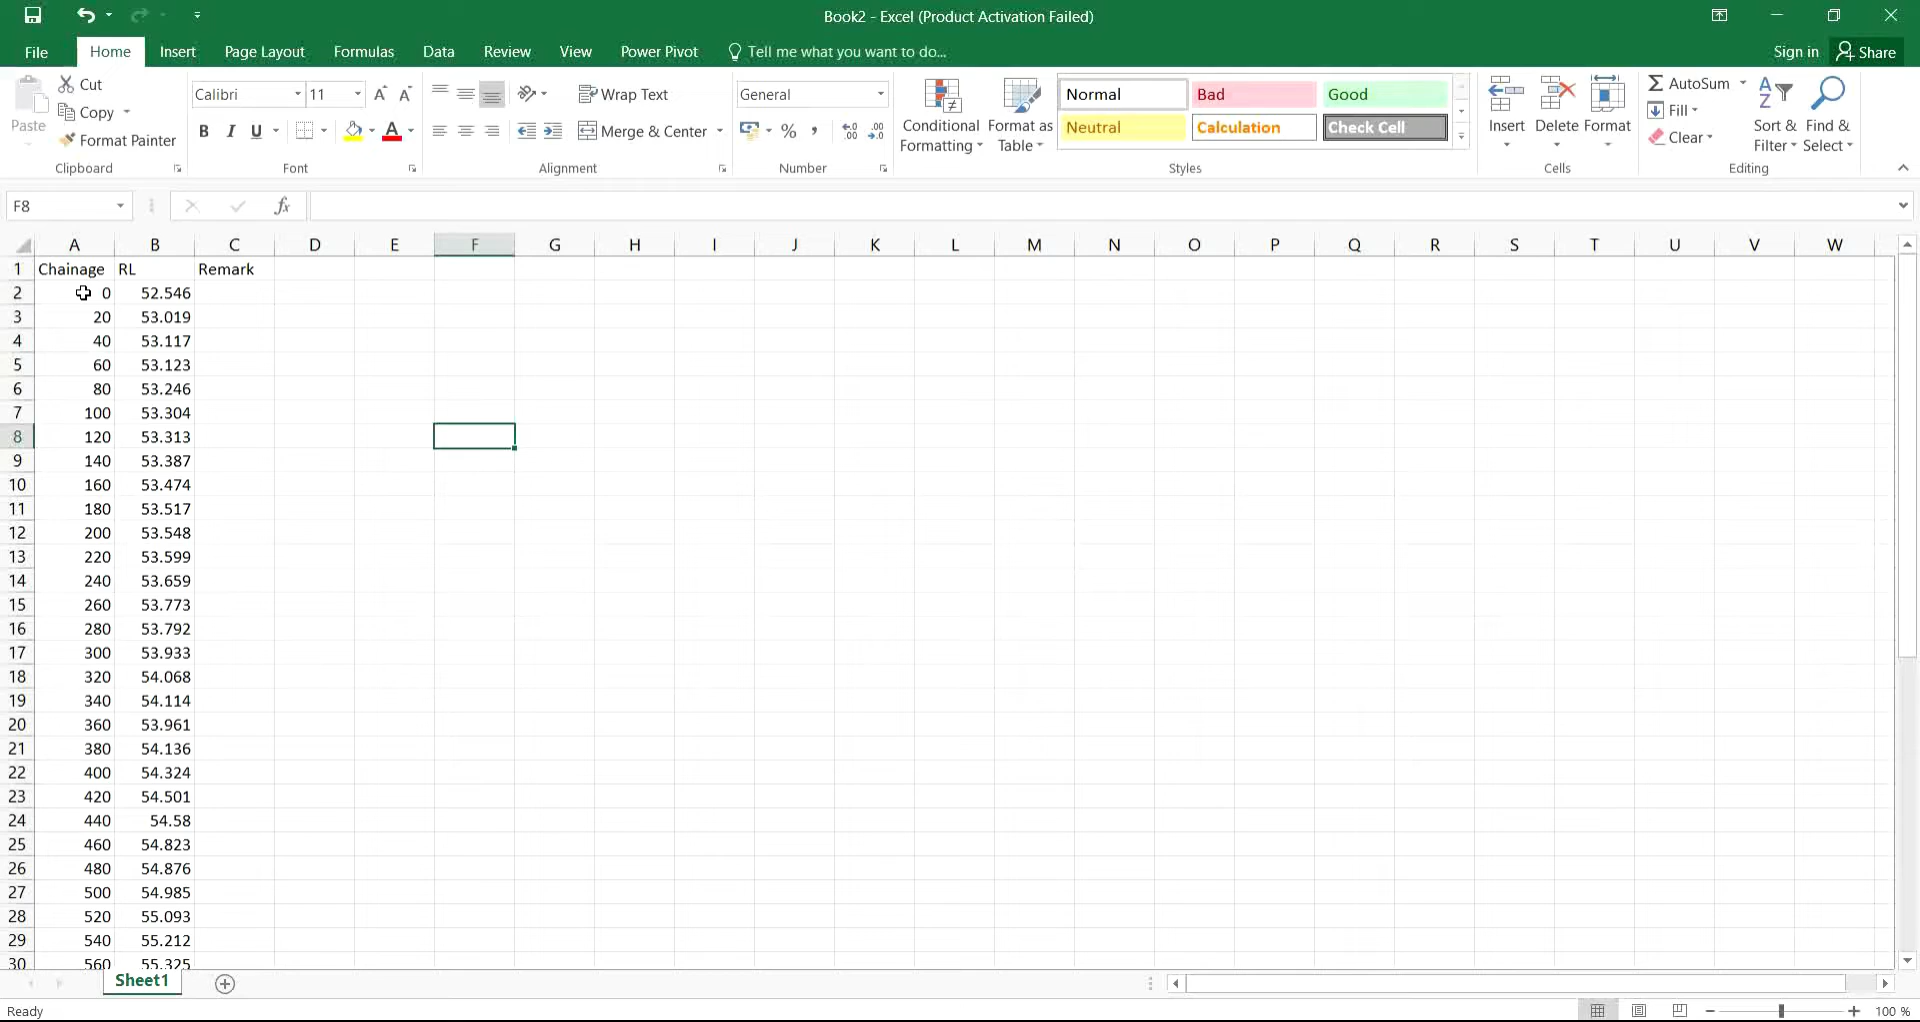 Book2 - Excel (Product Activation Failed)
File Home Insert Page Layout Formulas Data Review View Power Pivot Tell me what you want to do... Sign in Share
Cut
Copy
Format Painter
Paste
Clipboard
Calibri 11
B I U
Font
Wrap Text
Merge & Center
Alignment
General
%
Number
Conditional Formatting
Format as Table
Normal Bad Good
Neutral Calculation Check Cell
Styles
Insert Delete Format
Cells
AutoSum
Fill
Clear
Sort & Filter
Find & Select
Editing
F8 fx
A B C D E F G H I J K L M N O P Q R S T U V W
1 Chainage RL Remark
2 0 52.546
3 20 53.019
4 40 53.117
5 60 53.123
6 80 53.246
7 100 53.304
8 120 53.313
9 140 53.387
10 160 53.474
11 180 53.517
12 200 53.548
13 220 53.599
14 240 53.659
15 260 53.773
16 280 53.792
17 300 53.933
18 320 54.068
19 340 54.114
20 360 53.961
21 380 54.136
22 400 54.324
23 420 54.501
24 440 54.58
25 460 54.823
26 480 54.876
27 500 54.985
28 520 55.093
29 540 55.212
30 560 55.325
Sheet1
Ready 100 %